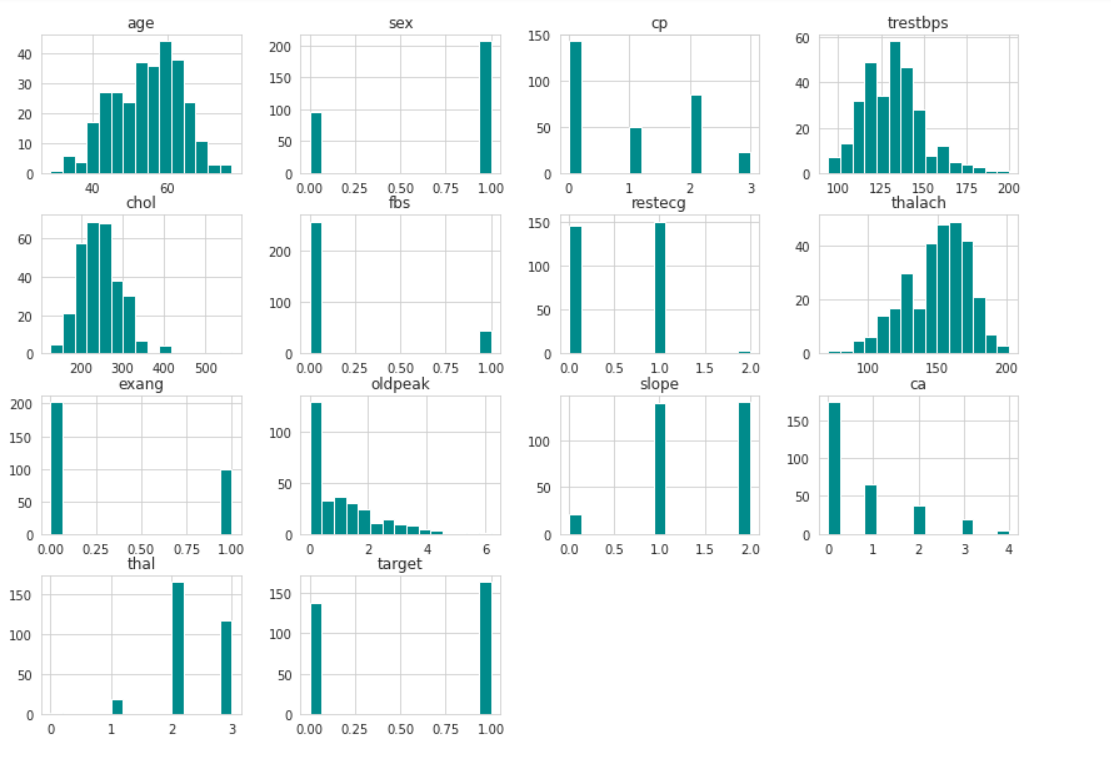 age sex cp trestbps
40 30 20 10 0
40 60
200 150 100 50 0
0.00 0.25 0.50 0.75 1.00
150 100 50 0
0 1 2 3
60 40 20 0
100 125 150 175 200
chol fbs restecg thalach
60 40 20 0
200 300 400 500
200 100 0
0.00 0.25 0.50 0.75 1.00
150 100 50 0
0.0 0.5 1.0 1.5 2.0
40 20 0
100 150 200
exang oldpeak slope ca
200 150 100 50 0
0.00 0.25 0.50 0.75 1.00
100 50 0
0 2 4 6
100 50 0
0.0 0.5 1.0 1.5 2.0
150 100 50 0
0 1 2 3 4
thal target
150 100 50 0
0 1 2 3
150 100 50 0
0.00 0.25 0.50 0.75 1.00